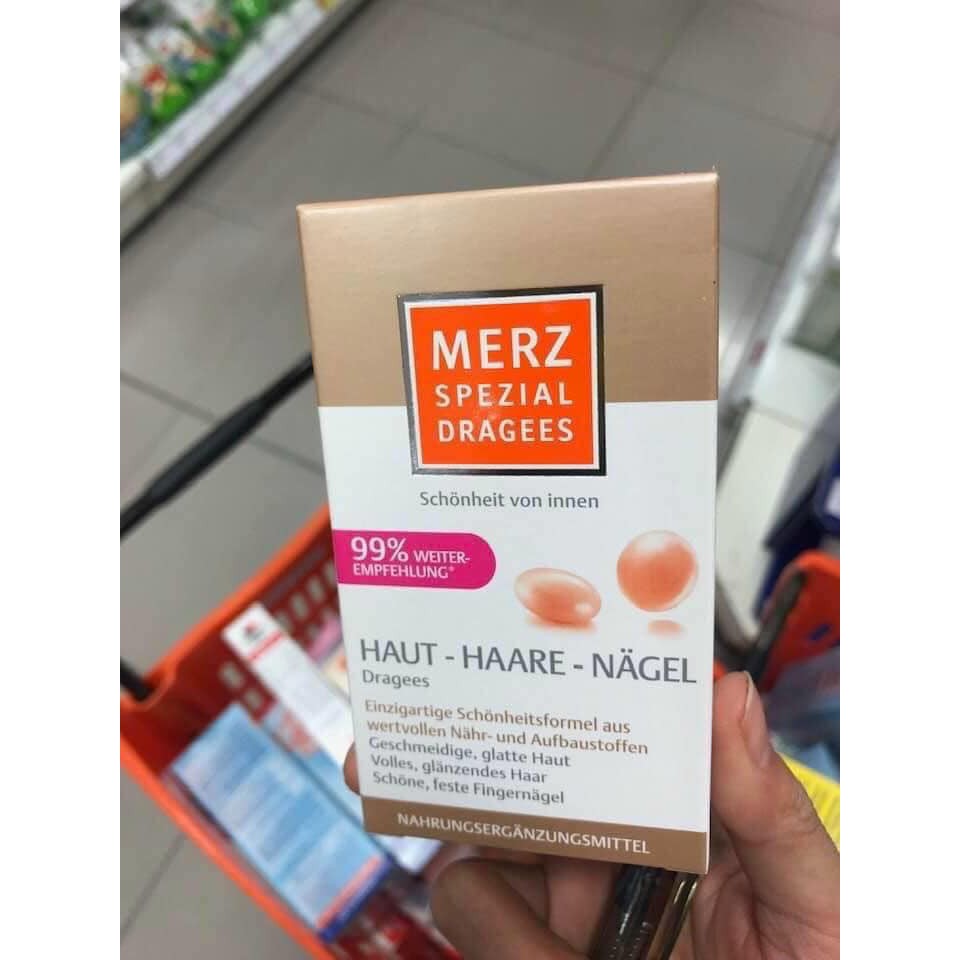 MERZ
SPEZIAL
DRAGEES
Schönheit von innen
99% WEITER-
EMPFEHLUNG*
HAUT - HAARE - NÄGEL
Dragees
Einzigartige Schönheitsformel aus
wertvollen Nähr- und Aufbaustoffen
Geschmeidige, glatte Haut
Volles, glänzendes Haar
Schöne, feste Fingernägel
NAHRUNGSERGÄNZUNGSMITTEL